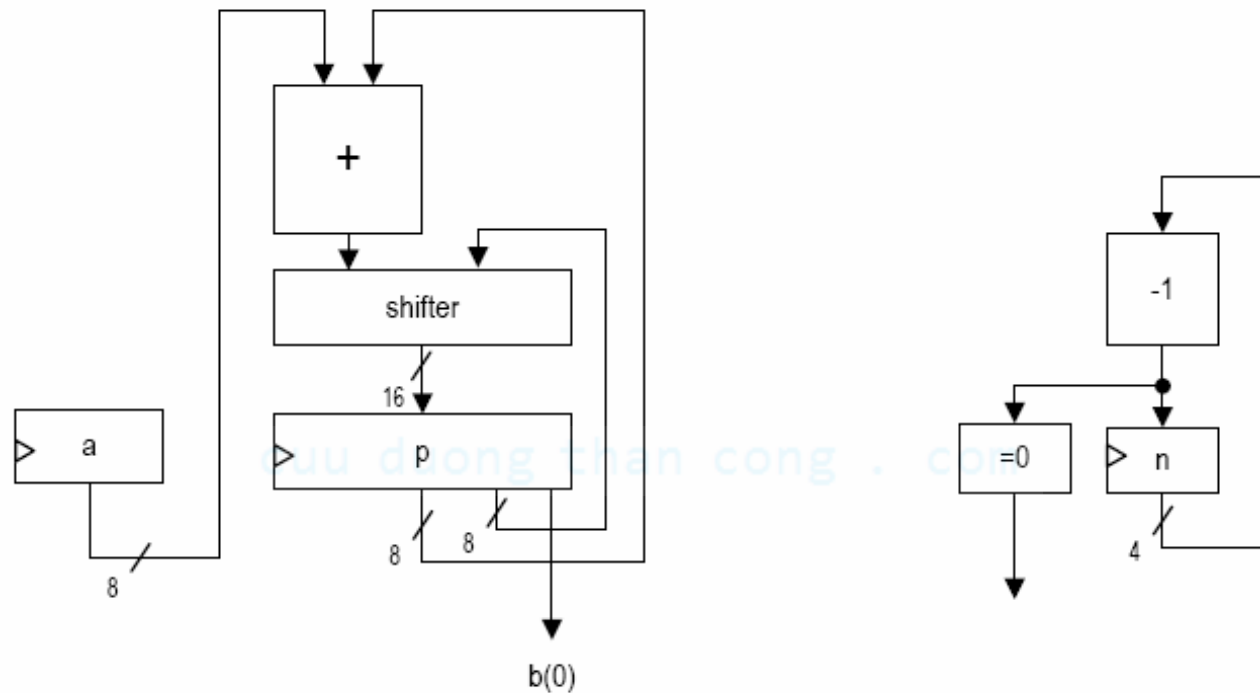 +
shifter
-1
16
a
p
=0
n
cuu duong than cong . com
8
8
8
4
b(0)